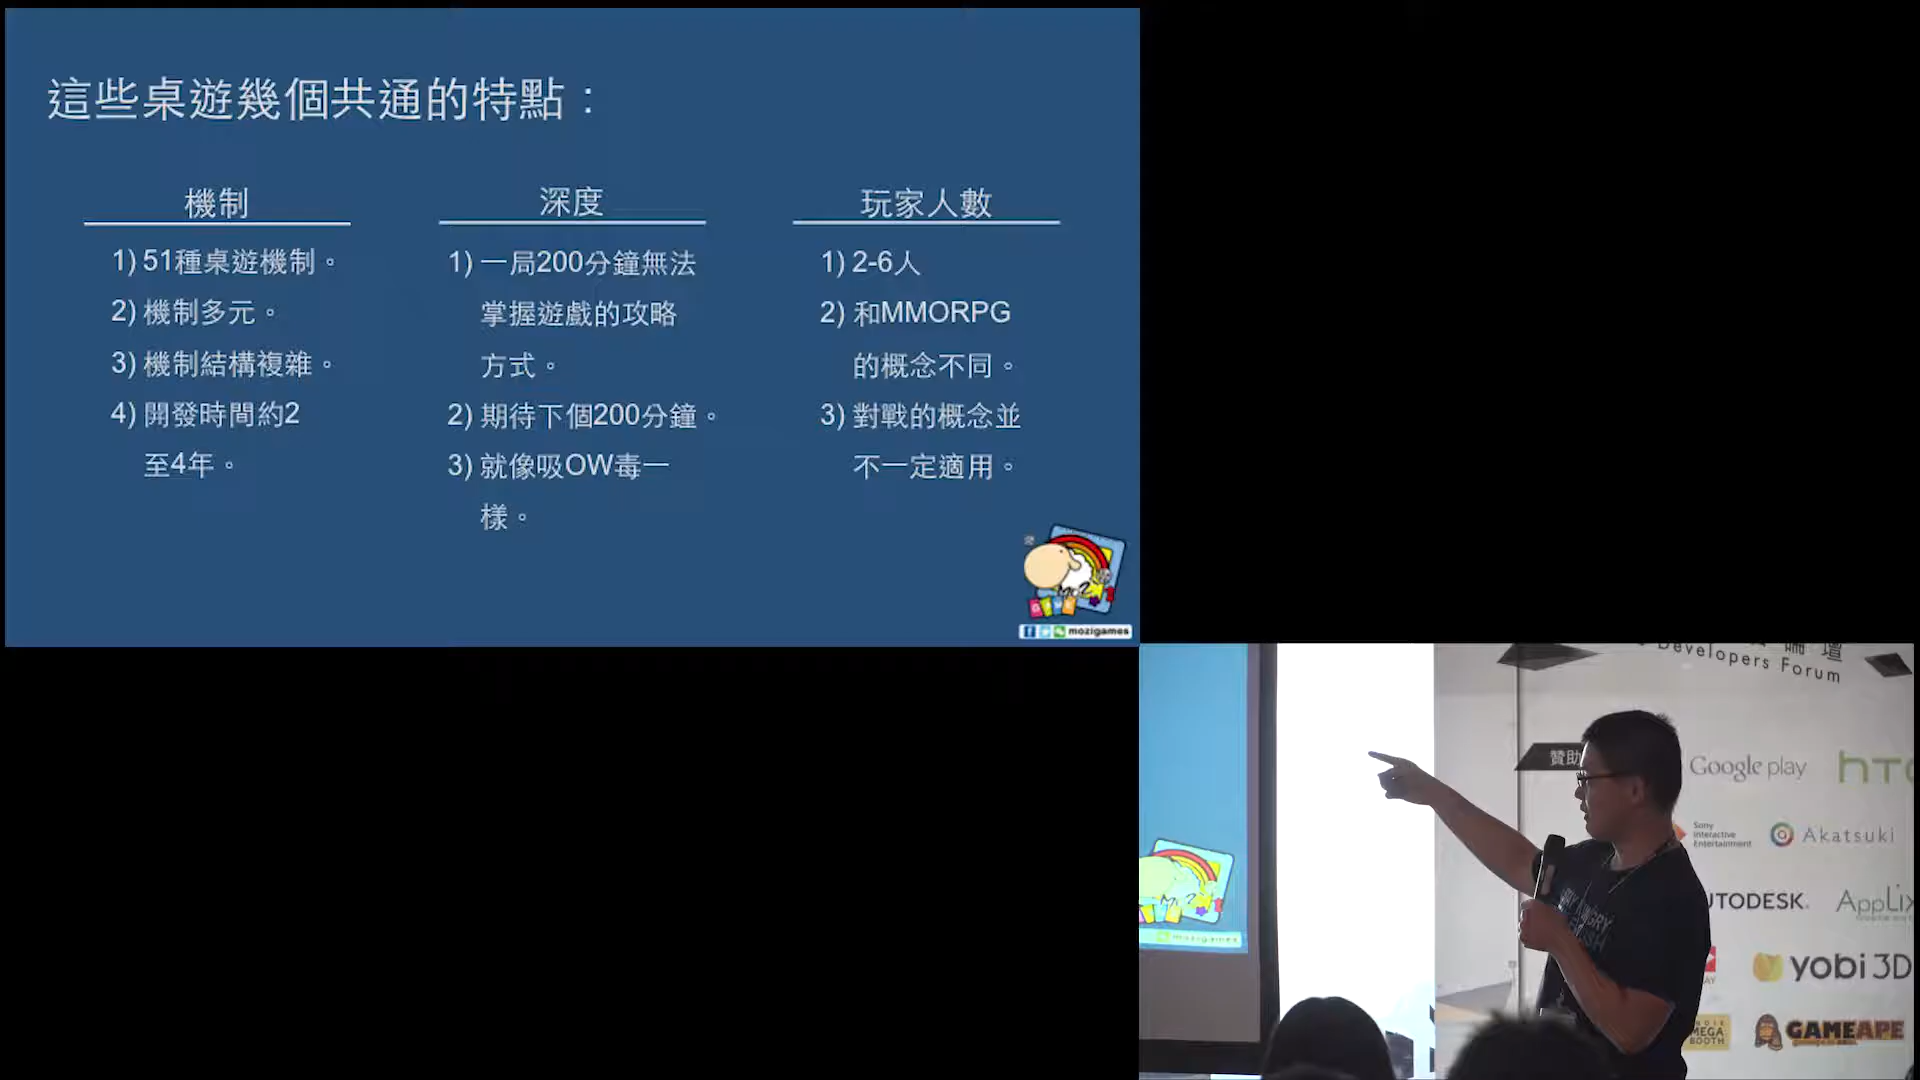 這些桌遊幾個共通的特點：
機制
1) 51種桌遊機制。
2) 機制多元。
3) 機制結構複雜。
4) 開發時間約2
至4年。
深度
1) 一局200分鐘無法
掌握遊戲的攻略
方式。
2) 期待下個200分鐘。
3) 就像吸OW毒一
樣。
玩家人數
1) 2-6人
2) 和MMORPG
的概念不同。
3) 對戰的概念並
不一定適用。
mozigames
論壇
Developers Forum
贊助
Google play
Sony
Interactive
Entertainment
Akatsuki
UTODESK.
yobi3D
MEGA
BOOTH
GAMEAPE
mozigames